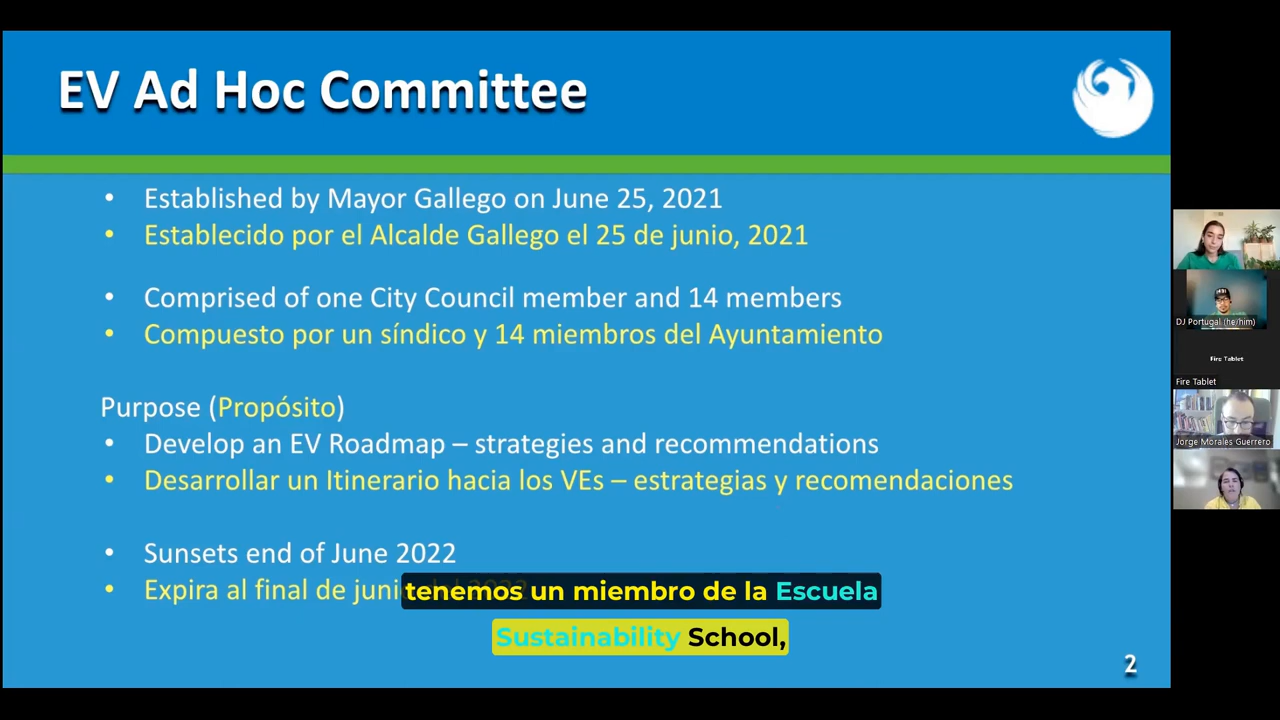 EV Ad Hoc Committee
• Established by Mayor Gallego on June 25, 2021
• Establecido por el Alcalde Gallego el 25 de junio, 2021
• Comprised of one City Council member and 14 members
• Compuesto por un síndico y 14 miembros del Ayuntamiento
Purpose (Propósito)
• Develop an EV Roadmap – strategies and recommendations
• Desarrollar un Itinerario hacia los VEs – estrategias y recomendaciones
• Sunsets end of June 2022
• Expira al final de juni
tenemos un miembro de la Escuela
Sustainability School,
2
DJ Portugal (he/him)
Fire Tablet
Fire Tablet
Jorge Morales Guerrero